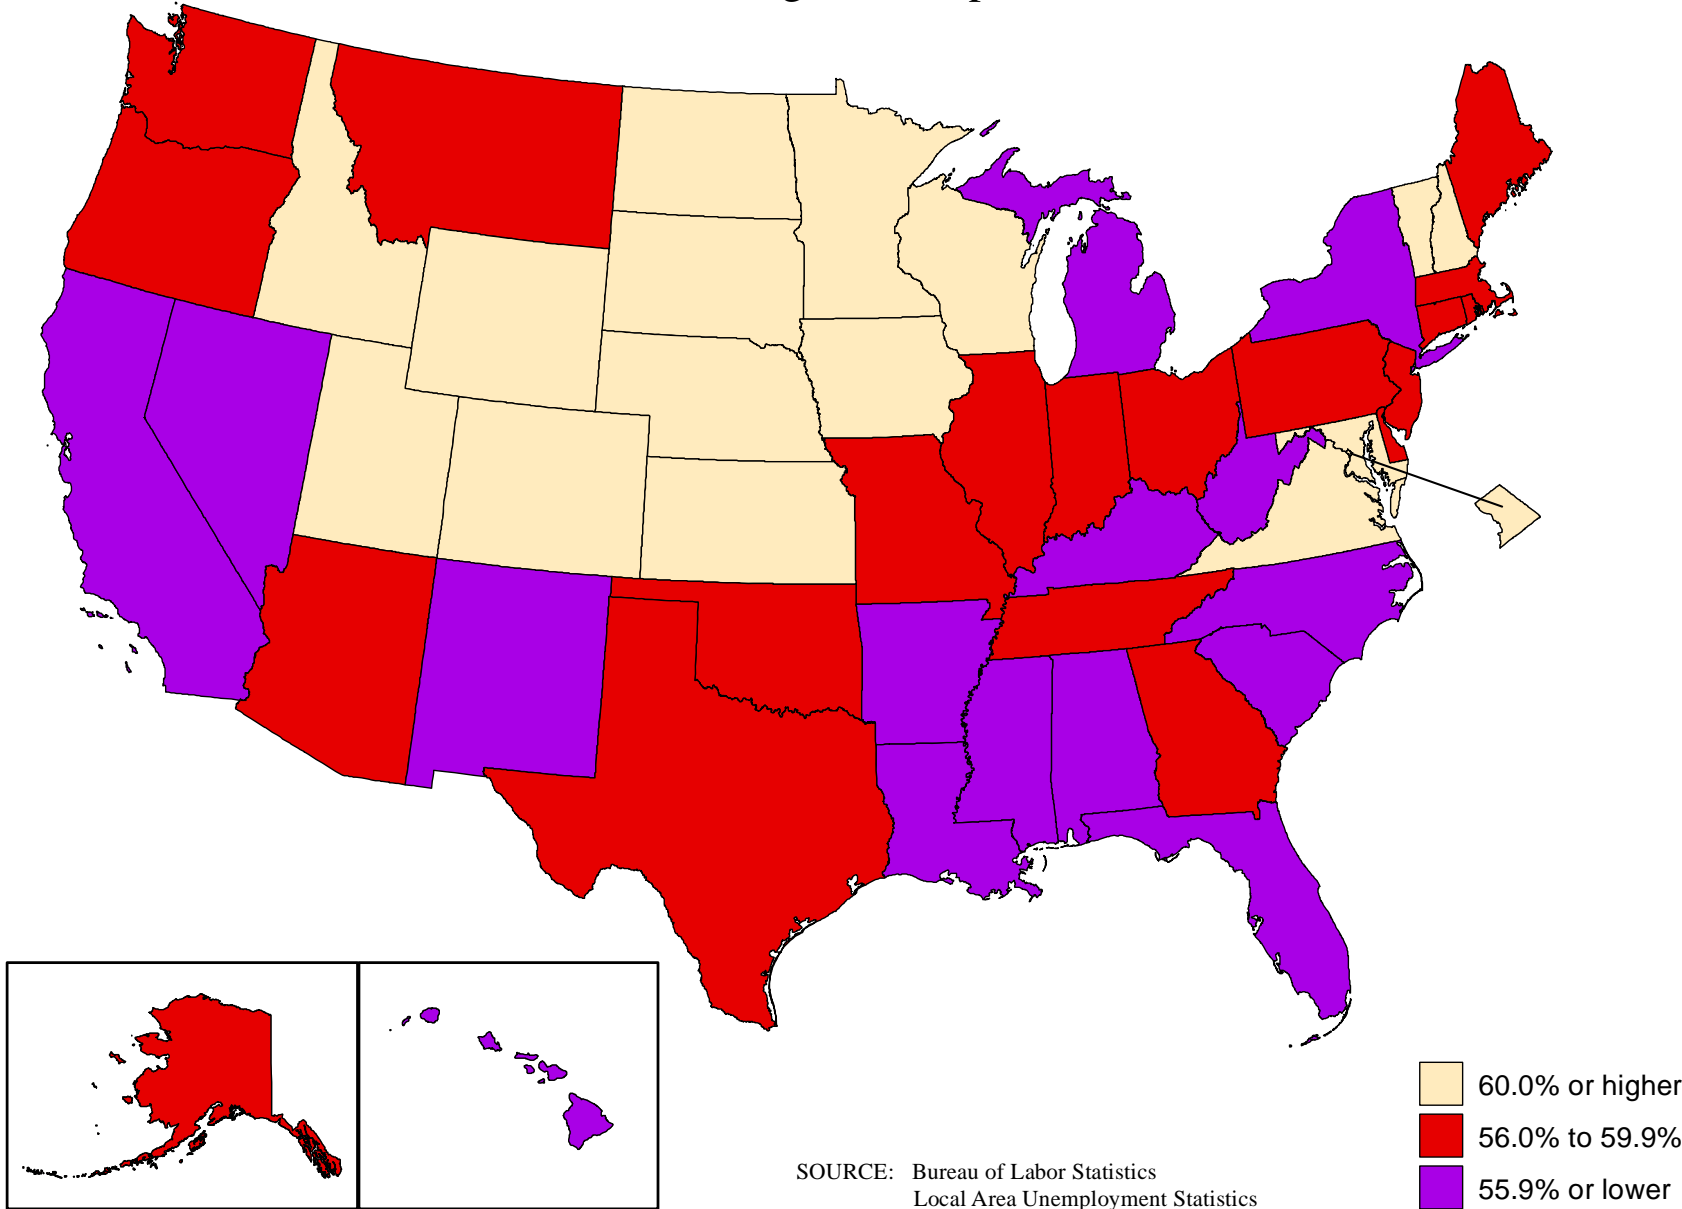 60.0% or higher
56.0% to 59.9%
55.9% or lower
SOURCE: Bureau of Labor Statistics
Local Area Unemployment Statistics